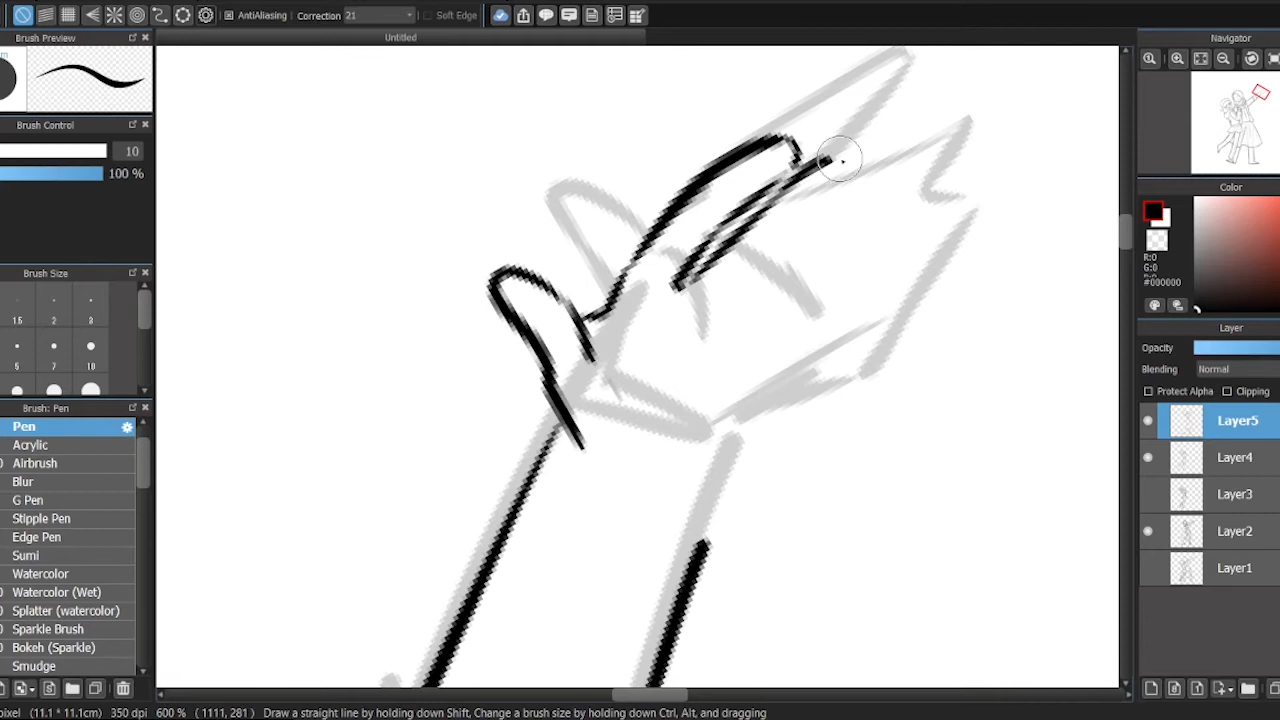 AntiAliasing Correction 21 Soft Edge
Brush Preview
Untitled
Navigator
Brush Control
10
100 %
Color
R:0
G:0
B:0
#000000
Brush Size
1.5 2 3
5 7 10
Layer
Opacity
Blending Normal
Protect Alpha Clipping
Brush: Pen
Pen
Acrylic
Airbrush
Blur
G Pen
Stipple Pen
Edge Pen
Sumi
Watercolor
Watercolor (Wet)
Splatter (watercolor)
Sparkle Brush
Bokeh (Sparkle)
Smudge
Layer5
Layer4
Layer3
Layer2
Layer1
pixel (11.1 * 11.1cm) 350 dpi 600 % ( 1111, 281 ) Draw a straight line by holding down Shift, Change a brush size by holding down Ctrl, Alt, and dragging